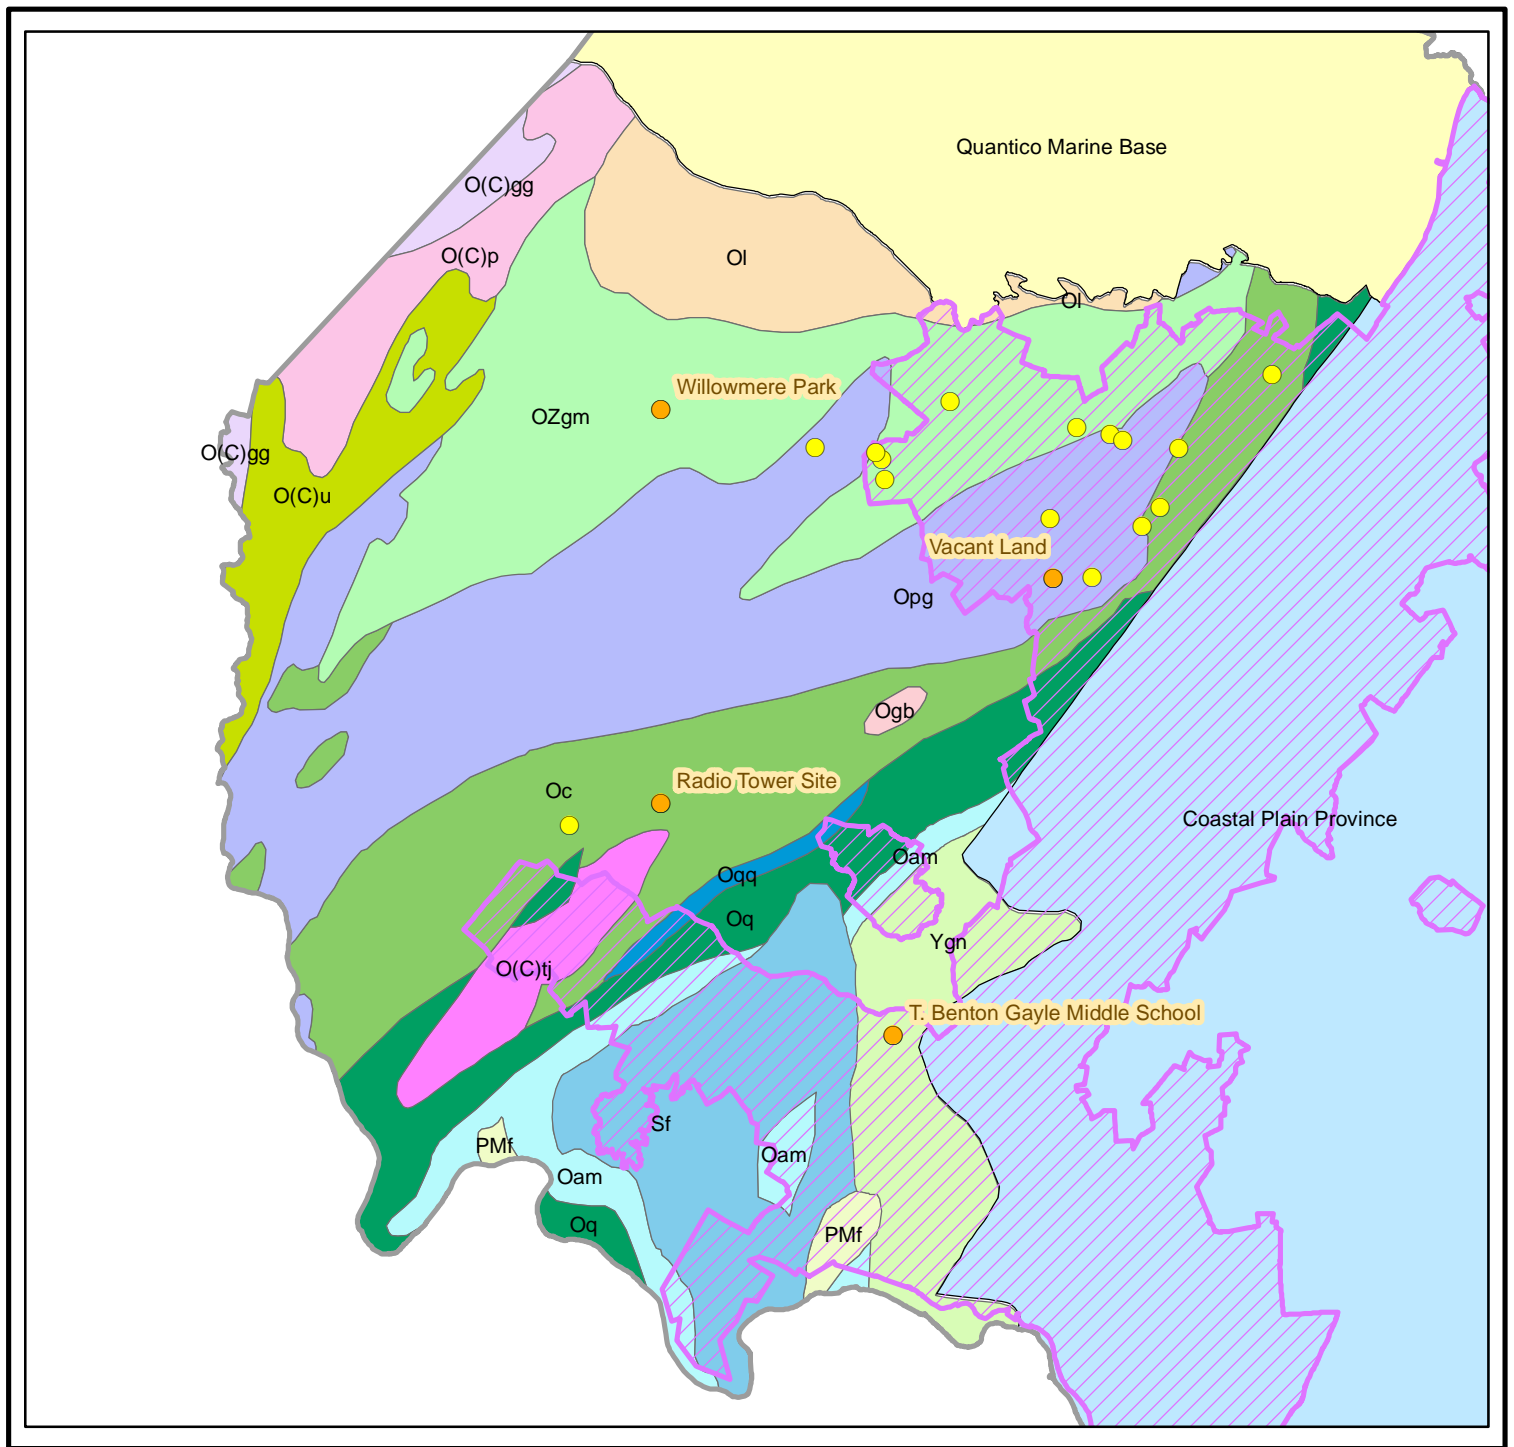 Quantico Marine Base
O(C)gg
O(C)p
Ol
Ol
Willowmere Park
OZgm
O(C)gg
O(C)u
Vacant Land
Opg
Ogb
Radio Tower Site
Oc
Coastal Plain Province
Oam
Oqq
Oq
Ygn
O(C)tj
T. Benton Gayle Middle School
Sf
PMf
Oam
Oam
Oq
PMf